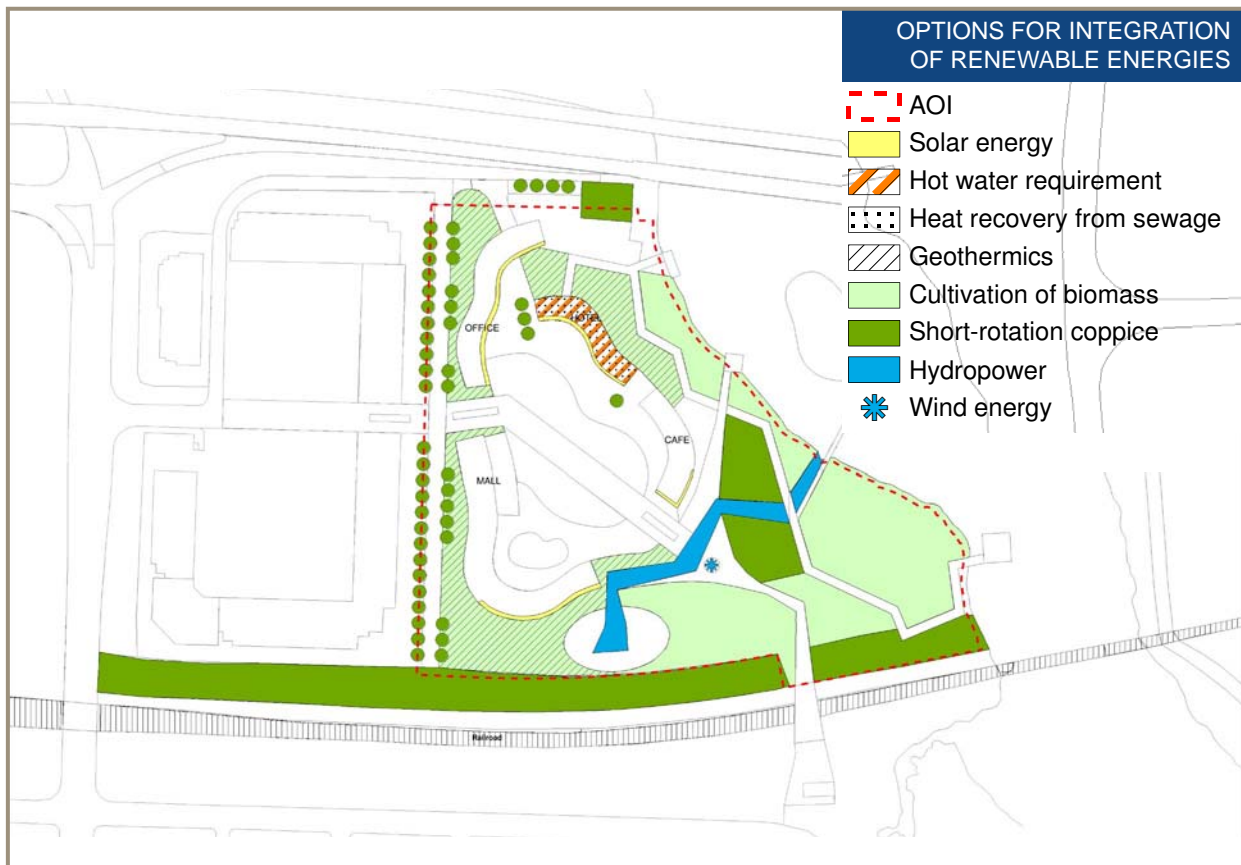 OPTIONS FOR INTEGRATION
OF RENEWABLE ENERGIES
AOI
Solar energy
Hot water requirement
Heat recovery from sewage
Geothermics
Cultivation of biomass
Short-rotation coppice
Hydropower
Wind energy
OFFICE
HOTEL
CAFE
MALL
Railroad